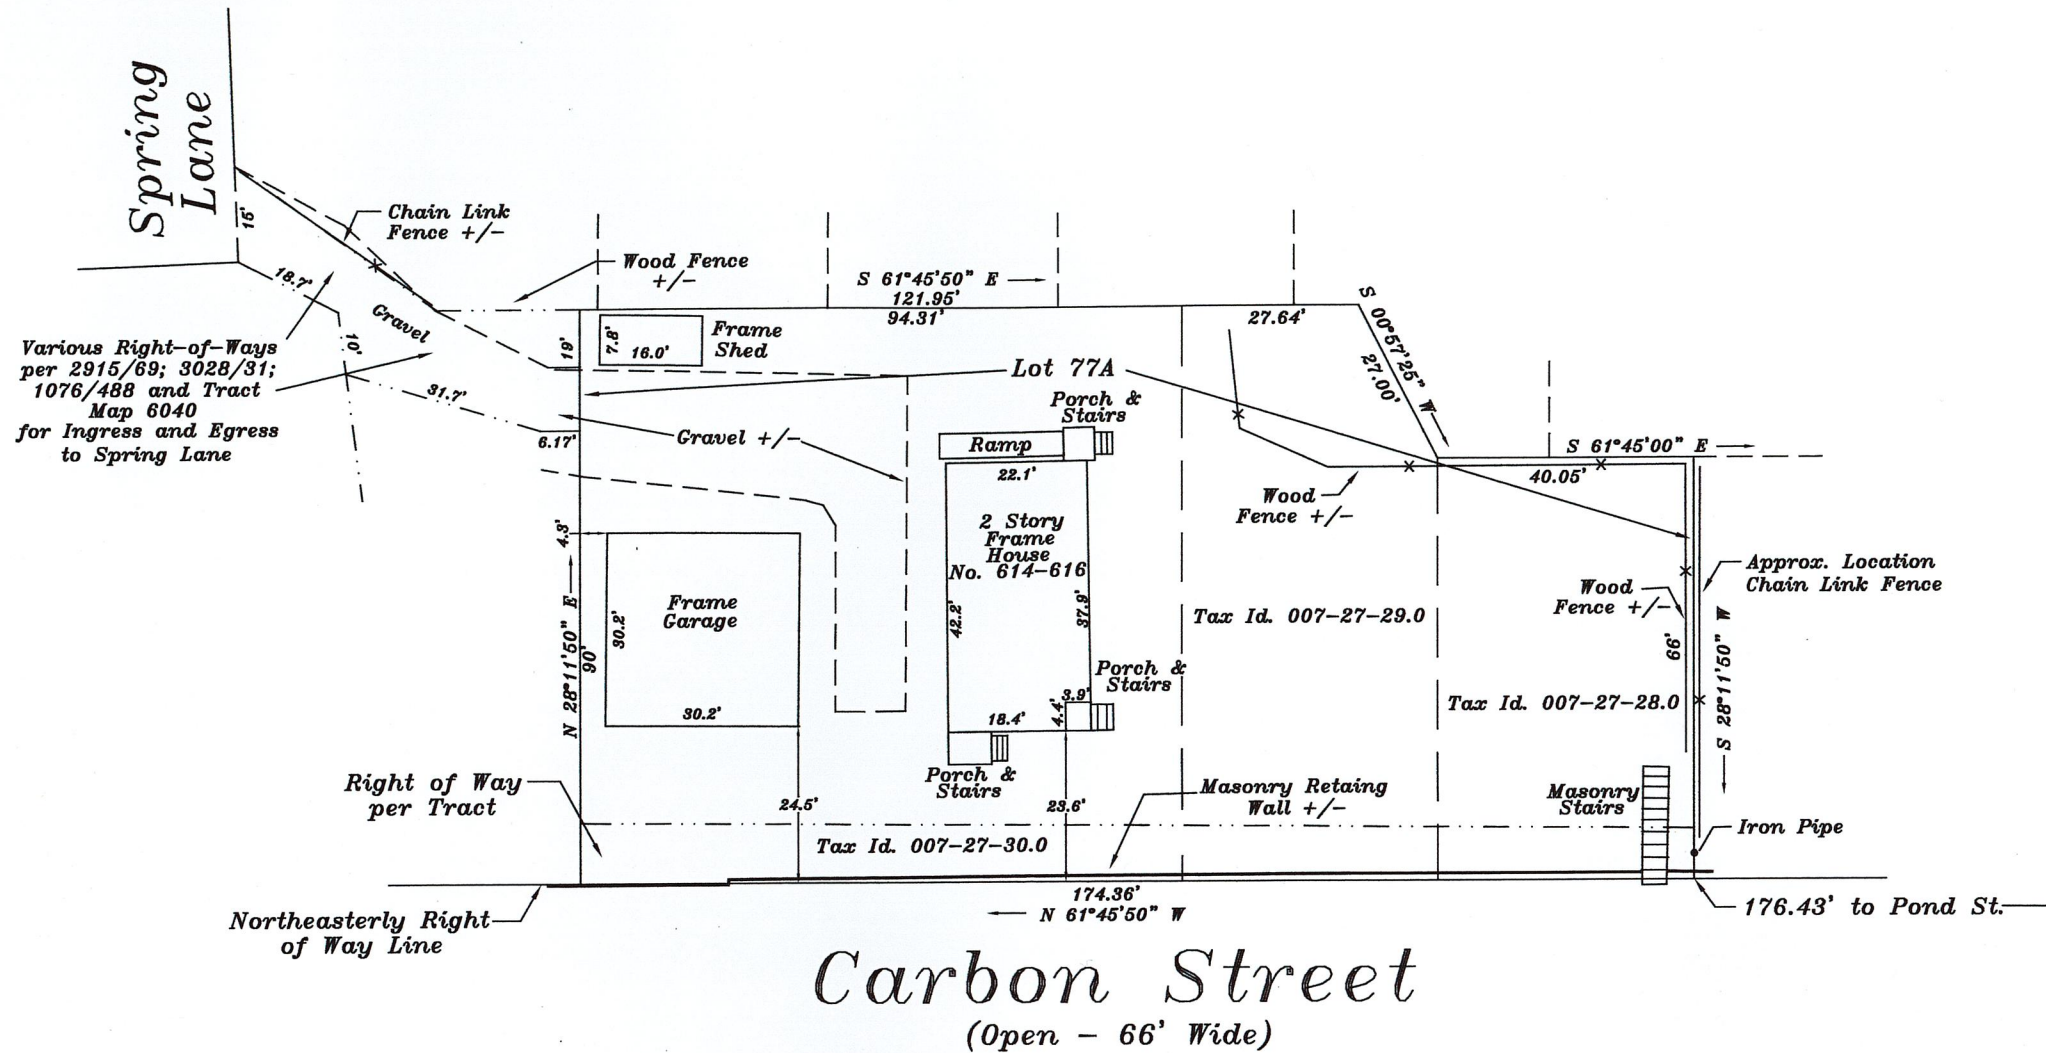 Spring
Lane
15'
Chain Link
Fence +/-
18.7'
Gravel
10'
Various Right-of-Ways
per 2915/69; 3028/31;
1076/488 and Tract
Map 6040
for Ingress and Egress
to Spring Lane
31.7'
6.17'
19'
Wood Fence
+/-
7.8'
16.0'
Frame
Shed
S 61°45'50" E
121.95'
94.31'
27.64'
S 00°57'25" W
27.00'
Lot 77A
Porch &
Stairs
Gravel +/-
Ramp
22.1'
2 Story
Frame
House
No. 614-616
42.2'
37.9'
S 61°45'00" E
40.05'
Wood
Fence +/-
4.3'
Frame
Garage
30.2'
30.2'
N 28°11'50" E
90'
Approx. Location
Chain Link Fence
Wood
Fence +/-
66'
S 28°11'50" W
Tax Id. 007-27-29.0
Tax Id. 007-27-28.0
Porch &
Stairs
3.9'
4.4'
18.4'
Porch &
Stairs
Right of Way
per Tract
24.5'
23.6'
Masonry Retaing
Wall +/-
Masonry
Stairs
Iron Pipe
Tax Id. 007-27-30.0
174.36'
N 61°45'50" W
176.43' to Pond St.
Northeasterly Right
of Way Line
Carbon Street
(Open - 66' Wide)